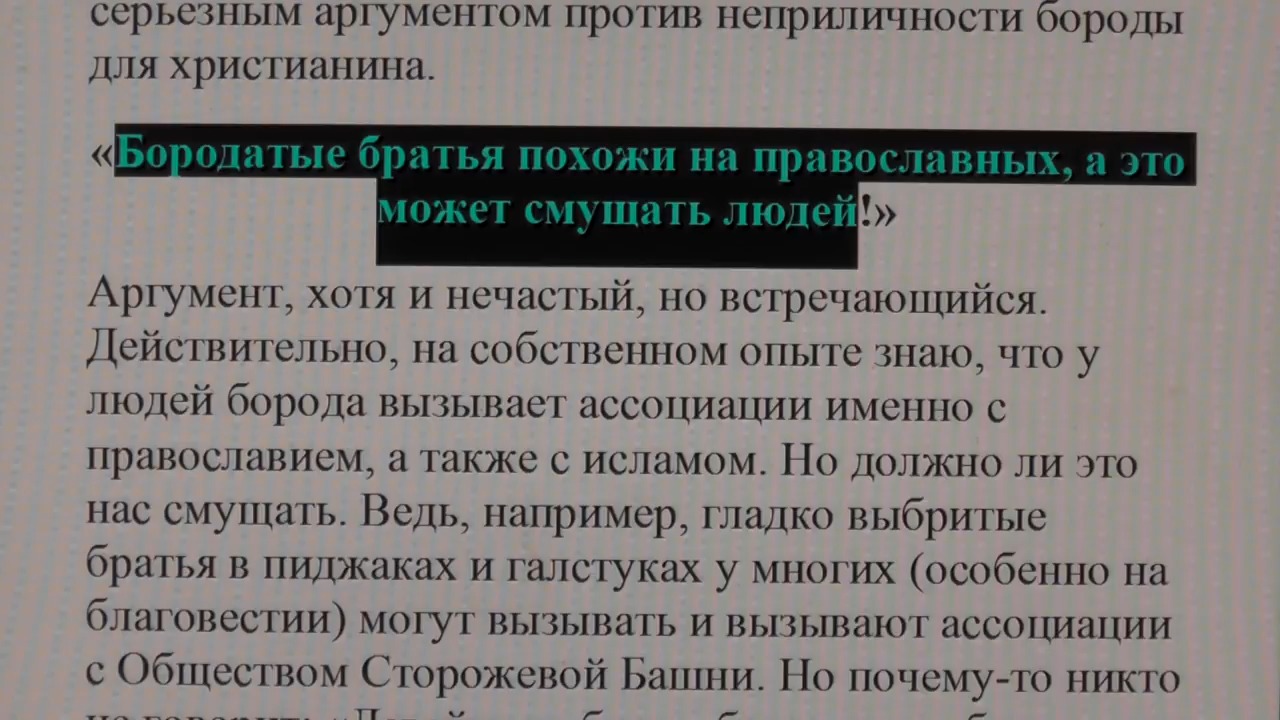 серьезным аргументом против неприличности бороды
для христианина.
«Бородатые братья похожи на православных, а это
может смущать людей!»
Аргумент, хотя и нечастый, но встречающийся.
Действительно, на собственном опыте знаю, что у
людей борода вызывает ассоциации именно с
православием, а также с исламом. Но должно ли это
нас смущать. Ведь, например, гладко выбритые
братья в пиджаках и галстуках у многих (особенно на
благовестии) могут вызывать и вызывают ассоциации
с Обществом Сторожевой Башни. Но почему-то никто
не говорит: